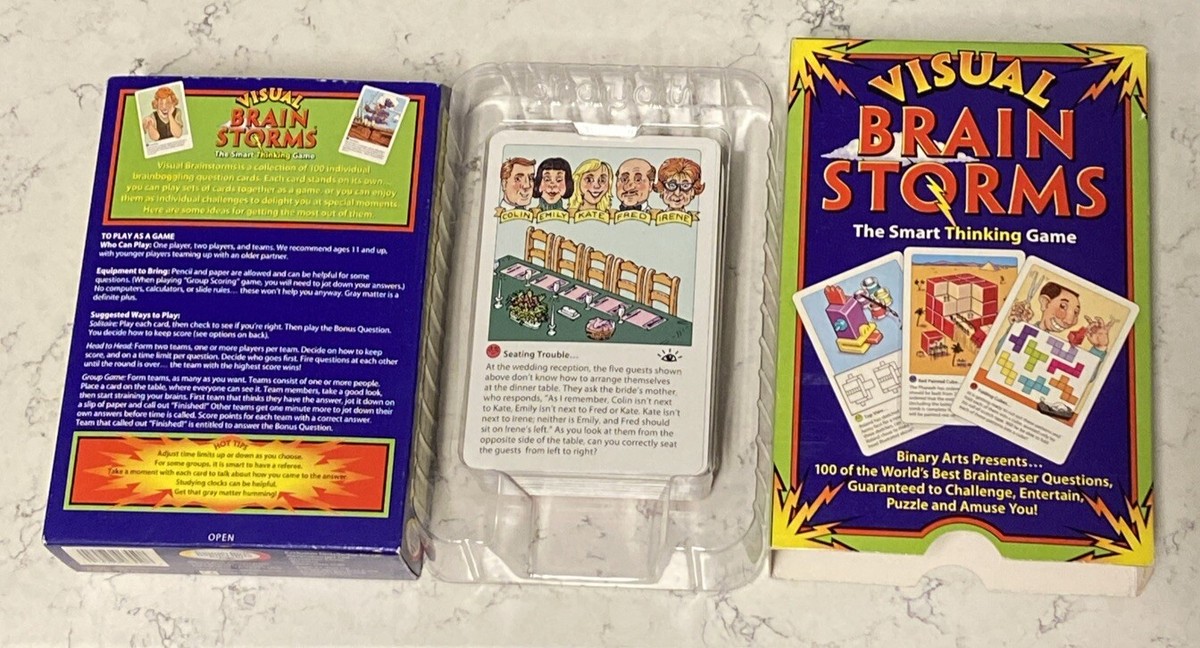 VISUAL
BRAIN
STORMS
The Smart Thinking Game
Visual Brainstorms is a collection of 100 individual
brainboggling question cards. Each card stands on its own...
you can play sets of cards together as a game, or you can enjoy
them as individual challenges to delight you at special moments.
Here are some ideas for getting the most out of them.
TO PLAY AS A GAME
Who Can Play: One player, two players, and teams. We recommend ages 11 and up,
with younger players teaming up with an older partner.
Equipment to Bring: Pencil and paper are allowed and can be helpful for some
questions. (When playing "Group Scoring" game, you will need to jot down your answers.)
No computers, calculators, or slide rules... these won't help you anyway. Gray matter is a
definite plus.
Suggested Ways to Play:
Solitaire: Play each card, then check to see if you're right. Then play the Bonus Question.
You decide how to keep score (see options on back).
Head to Head: Form two teams, one or more players per team. Decide on how to keep
score, and on a time limit per question. Decide who goes first. Fire questions at each other
until the round is over... the team with the highest score wins!
Group Game: Form teams, as many as you want. Teams consist of one or more people.
Place a card on the table, where everyone can see it. Team members, take a good look,
then start straining your brains. First team that thinks they have the answer, jot it down on
a slip of paper and call out "Finished!" Other teams get one minute more to jot down their
own answers before time is called. Score points for each team with a correct answer.
Team that called out "Finished!" is entitled to answer the Bonus Question.
HOT TIPS
Adjust time limits up or down as you choose.
For some groups, it is smart to have a referee.
Take a moment with each card to talk about how you came to the answer.
Studying clocks can be helpful.
Get that gray matter humming!
OPEN
COLIN EMILY KATE FRED IRENE
Seating Trouble...
At the wedding reception, the five guests shown
above don't know how to arrange themselves
at the dinner table. They ask the bride's mother,
who responds, "As I remember, Colin isn't next
to Kate, Emily isn't next to Fred or Kate. Kate isn't
next to Irene; neither is Emily, and Fred should
sit on Irene's left." As you look at them from the
opposite side of the table, can you correctly seat
the guests from left to right?
VISUAL
BRAIN
STORMS
The Smart Thinking Game
Top View
Red Painted Cube
Binary Arts Presents...
100 of the World's Best Brainteaser Questions,
Guaranteed to Challenge, Entertain,
Puzzle and Amuse You!